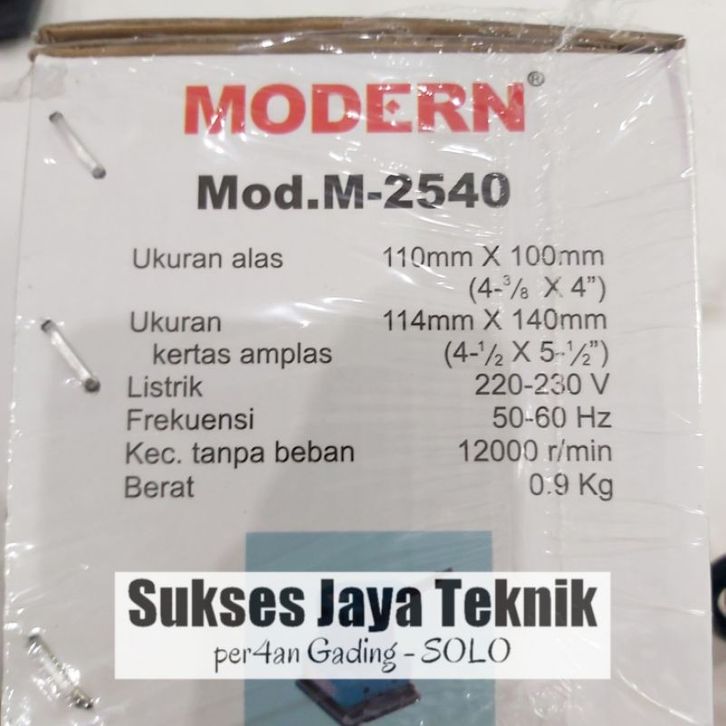 MODERN®
Mod.M-2540
Ukuran alas 110mm X 100mm
(4-3/8 X 4")
Ukuran 114mm X 140mm
kertas amplas (4-1/2 X 5-1/2")
Listrik 220-230 V
Frekuensi 50-60 Hz
Kec. tanpa beban 12000 r/min
Berat 0.9 Kg
Sukses Jaya Teknik
per4an Gading - SOLO